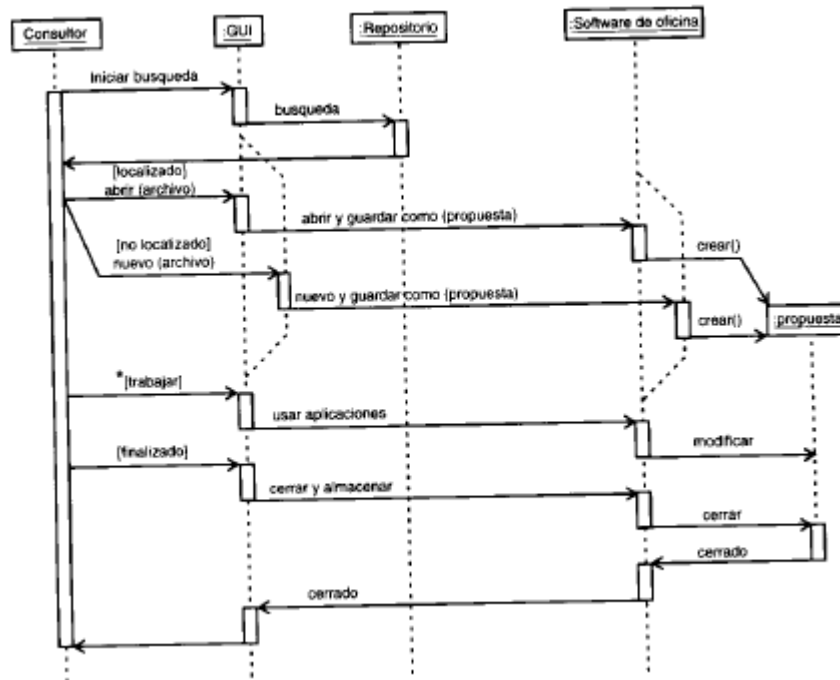 Consultor
:GUI
:Repositorio
:Software de oficina
Iniciar busqueda
busqueda
[localizado]
abrir (archivo)
abrir y guardar como (propuesta)
[no localizado]
nuevo (archivo)
crear()
nuevo y guardar como (propuesta)
crear()
:propuesta
*[trabajar]
usar aplicaciones
modificar
[finalizado]
cerrar y almacenar
cerrar
cerrado
cerrado